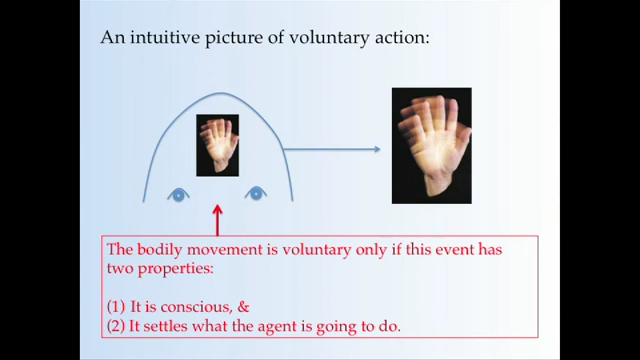 An intuitive picture of voluntary action:
The bodily movement is voluntary only if this event has
two properties:
(1) It is conscious, &
(2) It settles what the agent is going to do.